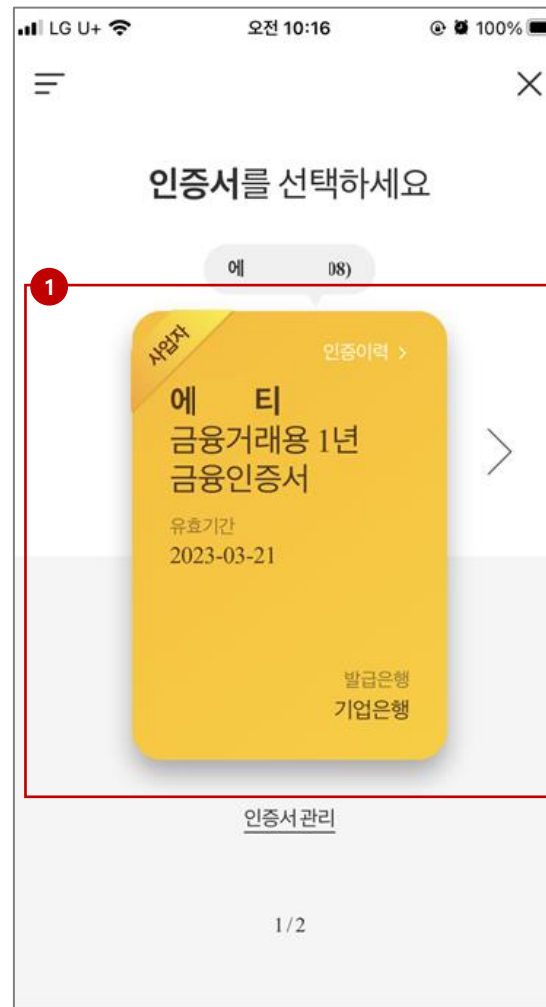 LG U+ 오전 10:16 100%
인증서를 선택하세요
에 08)
1
사업자
인증이력 >
에 티
금융거래용 1년
금융인증서
유효기간
2023-03-21
발급은행
기업은행
인증서 관리
1/2